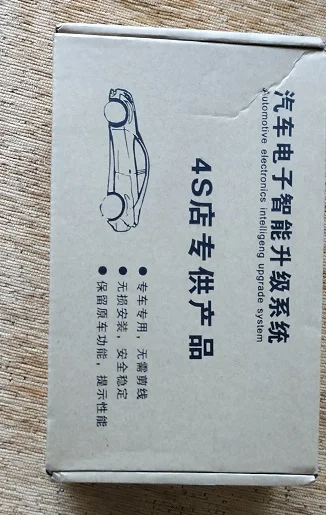 汽车电子智能升级系统
Automotive electronics intelligeng upgrade system
4S店专供产品
● 专车专用，无需剪线
● 无损安装，安全稳定
● 保留原车功能，提示性能